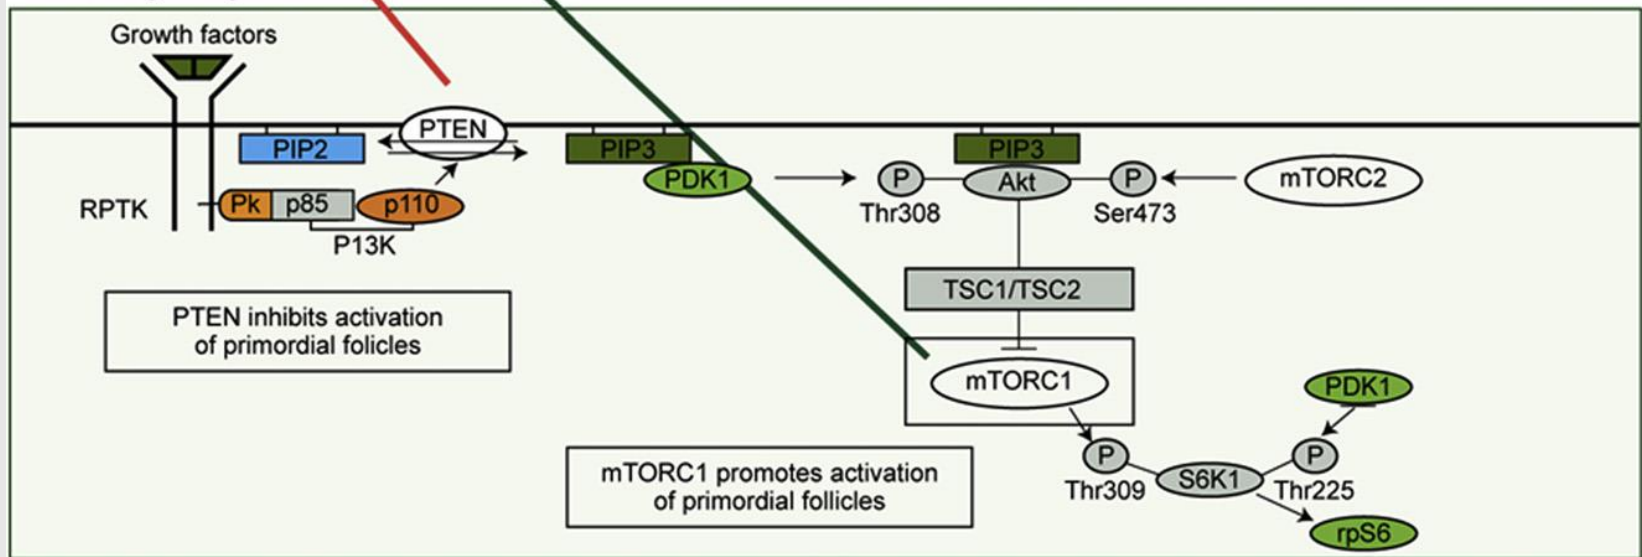 Growth factors
PTEN
PIP2
PIP3
PIP3
PDK1
P
Akt
P
mTORC2
Thr308
Ser473
RPTK
Pk
p85
p110
P13K
TSC1/TSC2
PTEN inhibits activation
of primordial folicles
mTORC1
PDK1
P
P
mTORC1 promotes activation
of primordial follicles
Thr309
S6K1
Thr225
rpS6